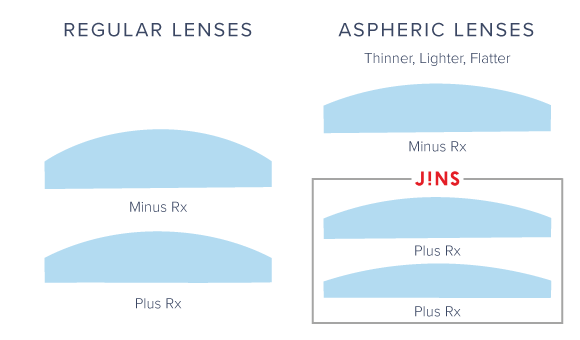 REGULAR LENSES
Minus Rx
Plus Rx
ASPHERIC LENSES
Thinner, Lighter, Flatter
Minus Rx
J!NS
Plus Rx
Plus Rx